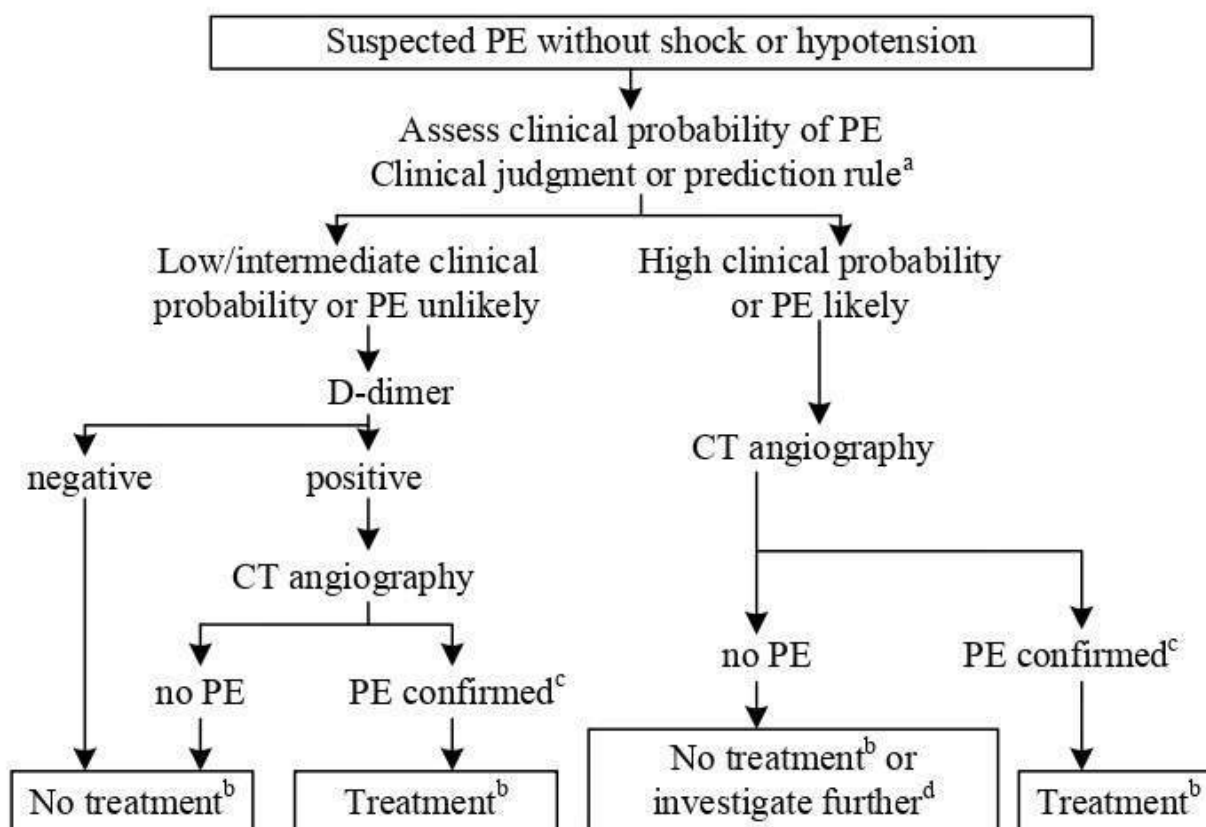 Suspected PE without shock or hypotension
Assess clinical probability of PE
Clinical judgment or prediction ruleᵃ
Low/intermediate clinical
probability or PE unlikely
High clinical probability
or PE likely
D-dimer
CT angiography
negative
positive
CT angiography
no PE
PE confirmedᶜ
no PE
PE confirmedᶜ
No treatmentᵇ
Treatmentᵇ
No treatmentᵇ or
investigate furtherᵈ
Treatmentᵇ